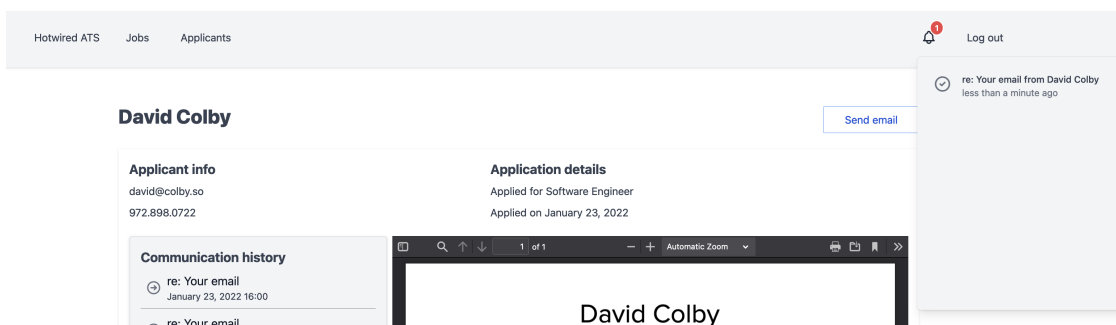 Hotwired ATS Jobs Applicants 1 Log out
re: Your email from David Colby
less than a minute ago
David Colby
Send email
Applicant info
david@colby.so
972.898.0722
Application details
Applied for Software Engineer
Applied on January 23, 2022
Communication history
re: Your email
January 23, 2022 16:00
re: Your email
1 of 1 Automatic Zoom
David Colby